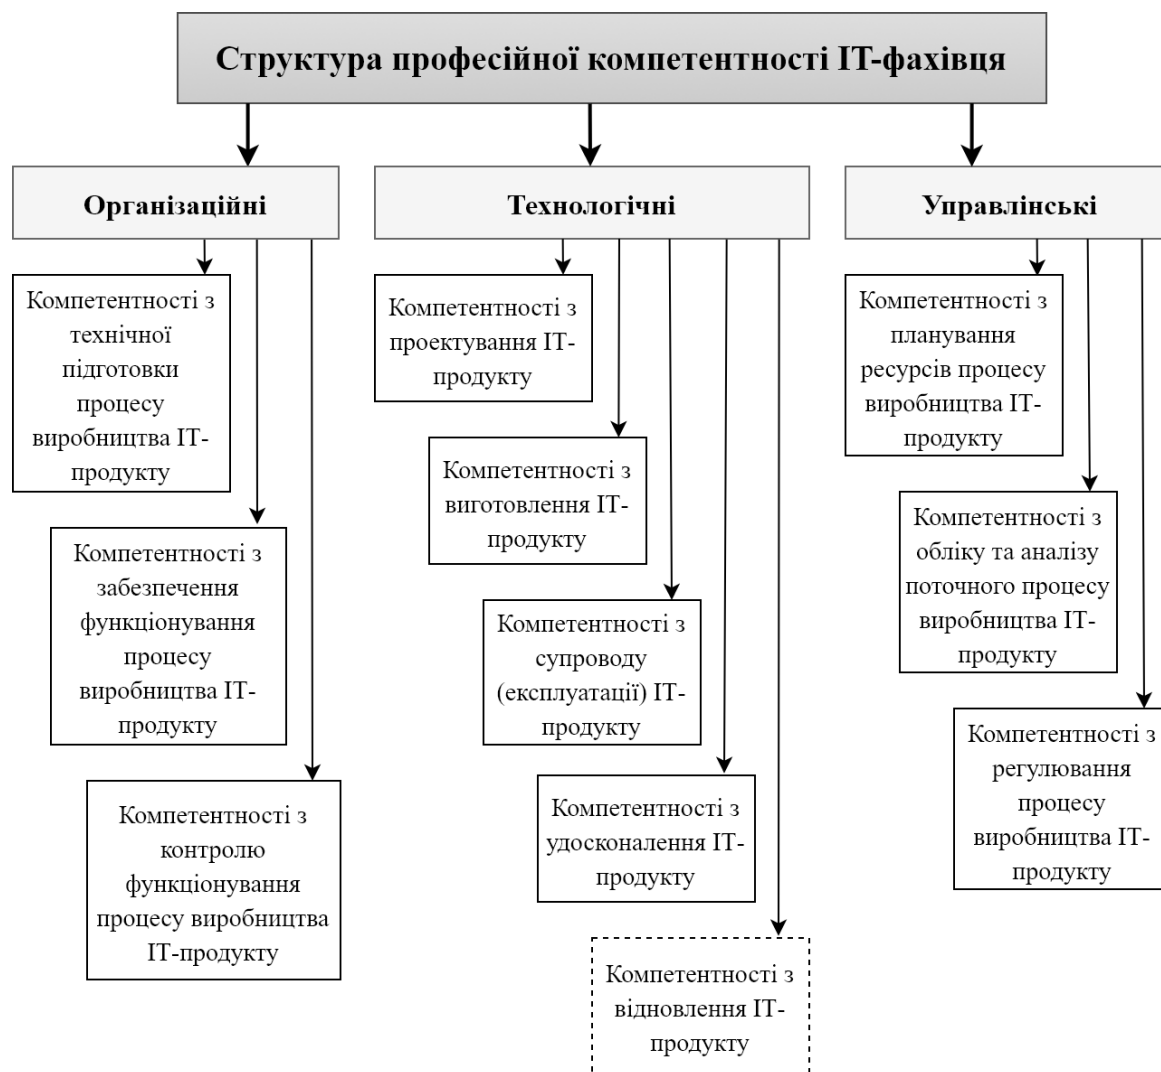 Структура професійної компетентності ІТ-фахівця
Організаційні
Компетентності з
технічної
підготовки
процесу
виробництва ІТ-
продукту
Компетентності з
забезпечення
функціонування
процесу
виробництва ІТ-
продукту
Компетентності з
контролю
функціонування
процесу виробництва
ІТ-продукту
Технологічні
Компетентності з
проектування ІТ-
продукту
Компетентності з
виготовлення ІТ-
продукту
Компетентності з
супроводу
(експлуатації) ІТ-
продукту
Компетентності з
удосконалення ІТ-
продукту
Компетентності з
відновлення ІТ-
продукту
Управлінські
Компетентності з
планування
ресурсів процесу
виробництва ІТ-
продукту
Компетентності з
обліку та аналізу
поточного процесу
виробництва ІТ-
продукту
Компетентності з
регулювання
процесу
виробництва ІТ-
продукту